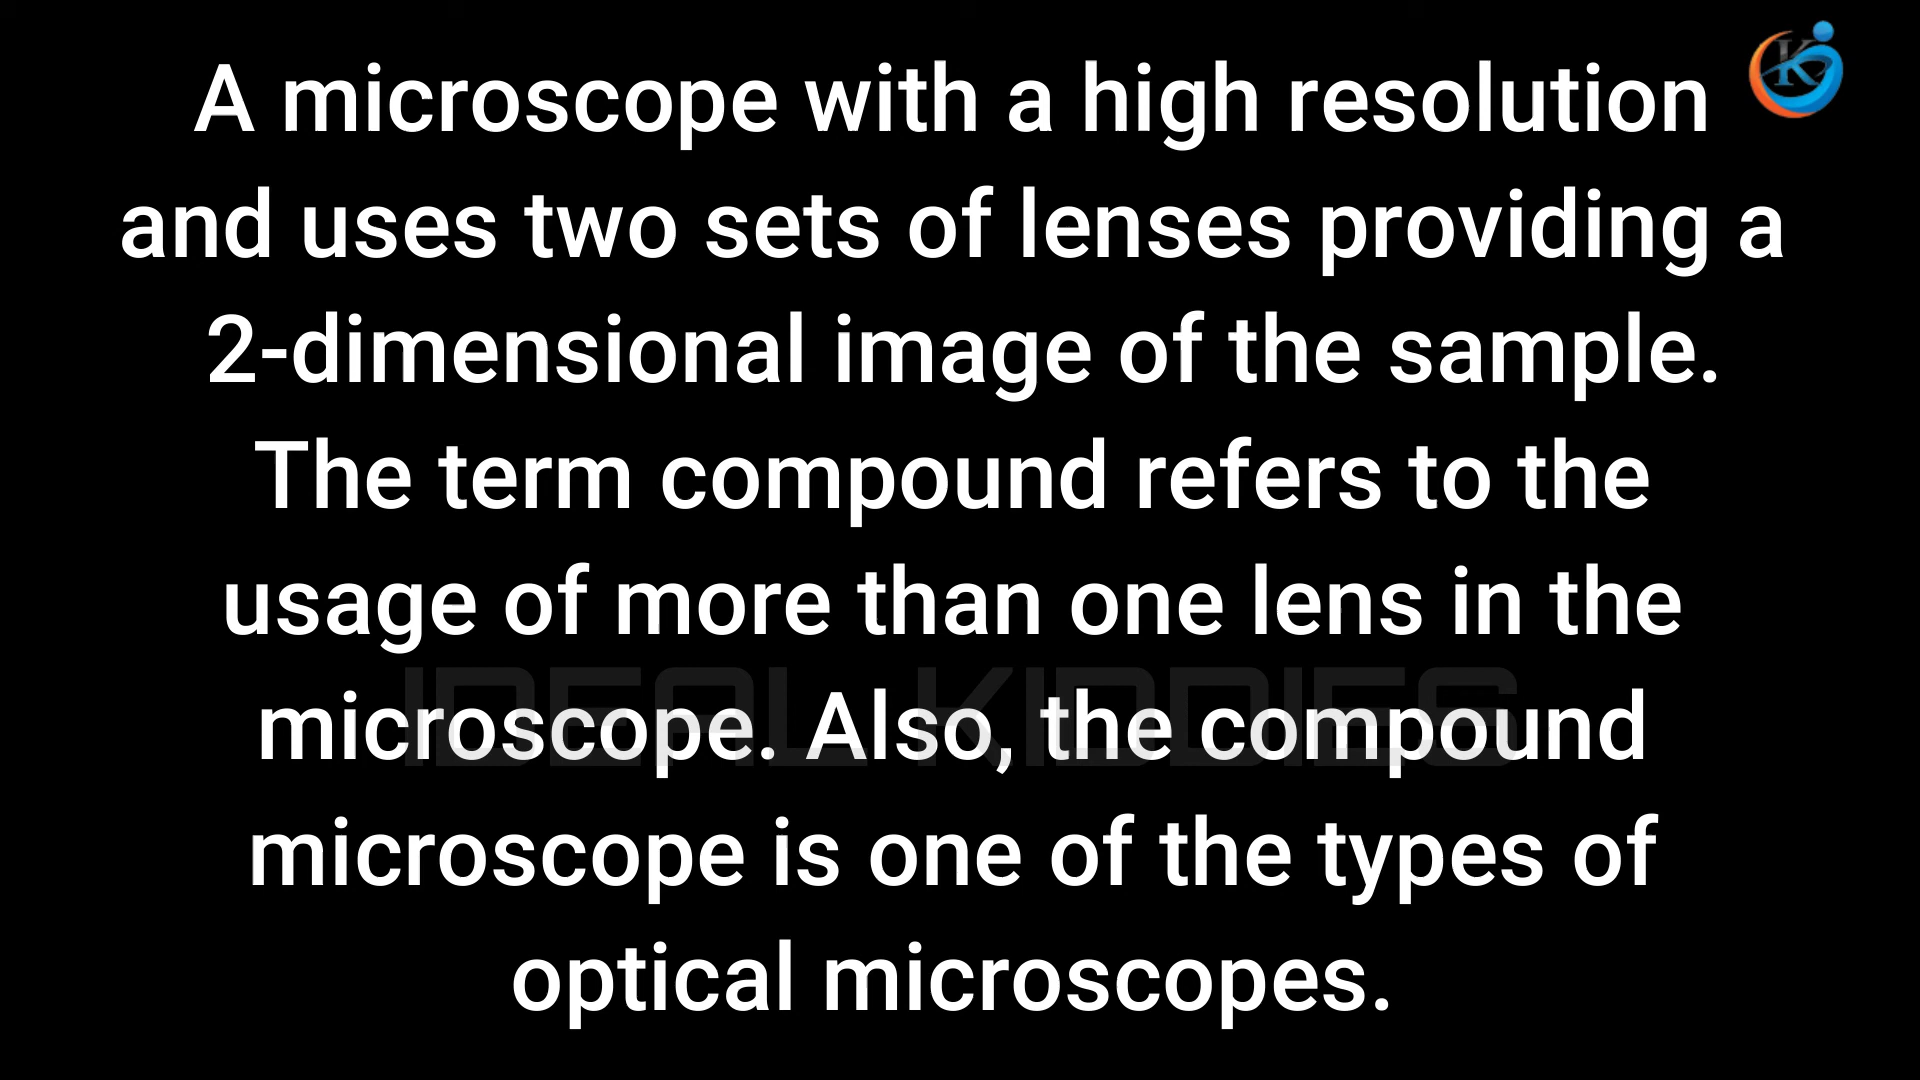 A microscope with a high resolution
and uses two sets of lenses providing a
2-dimensional image of the sample.
The term compound refers to the
usage of more than one lens in the
microscope. Also, the compound
microscope is one of the types of
optical microscopes.
IDEAL KIDDIES
K